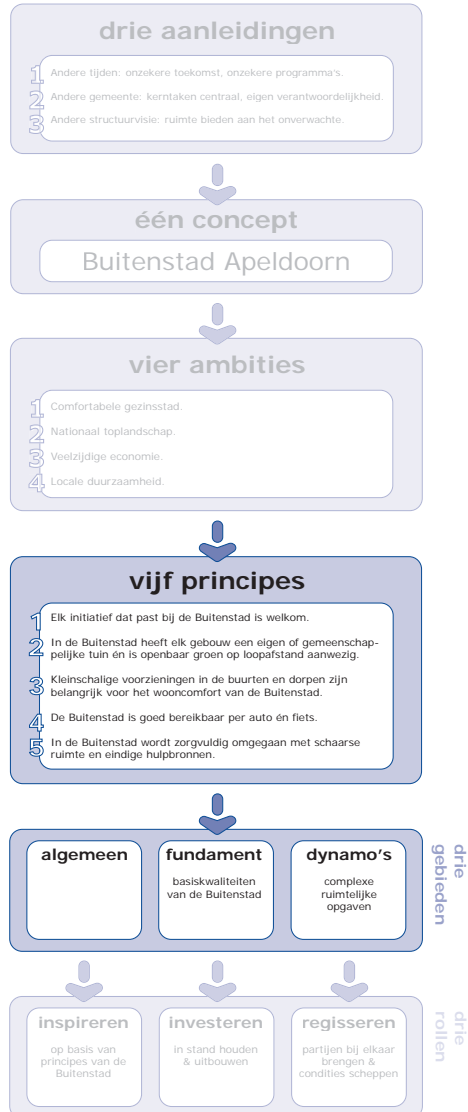 drie aanleidingen
1 Andere tijden: onzekere toekomst, onzekere programma's.
2 Andere gemeente: kerntaken centraal, eigen verantwoordelijkheid.
3 Andere structuurvisie: ruimte bieden aan het onverwachte.
één concept
Buitenstad Apeldoorn
vier ambities
1 Comfortabele gezinsstad.
2 Nationaal toplandschap.
3 Veelzijdige economie.
4 Locale duurzaamheid.
vijf principes
1 Elk initiatief dat past bij de Buitenstad is welkom.
2 In de Buitenstad heeft elk gebouw een eigen of gemeenschap-
pelijke tuin én is openbaar groen op loopafstand aanwezig.
3 Kleinschalige voorzieningen in de buurten en dorpen zijn
belangrijk voor het wooncomfort van de Buitenstad.
4 De Buitenstad is goed bereikbaar per auto én fiets.
5 In de Buitenstad wordt zorgvuldig omgegaan met schaarse
ruimte en eindige hulpbronnen.
algemeen
fundament
basiskwaliteiten
van de Buitenstad
dynamo's
complexe
ruimtelijke
opgaven
drie
gebieden
inspireren
op basis van
principes van de
Buitenstad
investeren
in stand houden
& uitbouwen
regisseren
partijen bij elkaar
brengen &
condities scheppen
drie
rollen